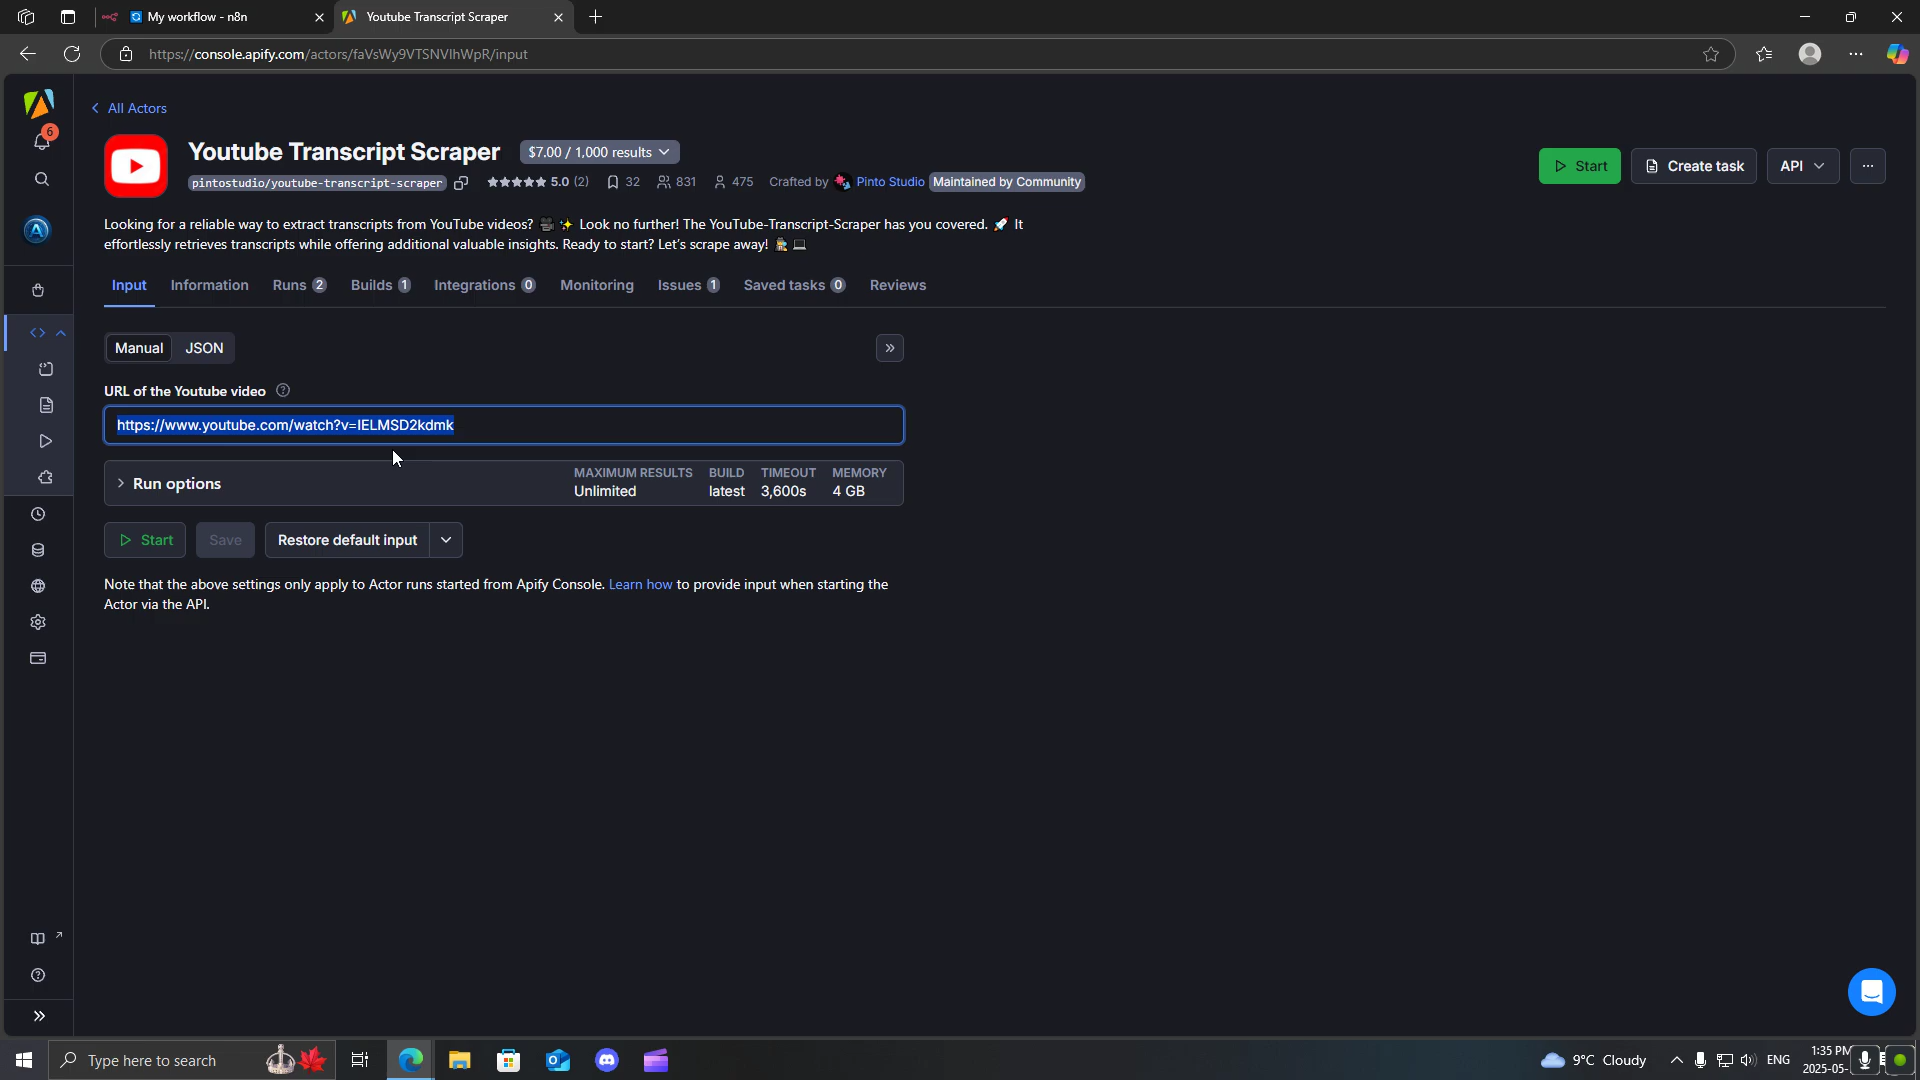 My workflow - n8n
Youtube Transcript Scraper
https://console.apify.com/actors/faVsWy9VTSNVIhWpR/input
All Actors
6
Youtube Transcript Scraper
$7.00 / 1,000 results
pintostudio/youtube-transcript-scraper
5.0 (2)
32
831
475
Crafted by
Pinto Studio
Maintained by Community
Start
Create task
API
Looking for a reliable way to extract transcripts from YouTube videos? 🎥 ✨ Look no further! The YouTube-Transcript-Scraper has you covered. 🚀 It
effortlessly retrieves transcripts while offering additional valuable insights. Ready to start? Let's scrape away! 🕵️ 💻
Input
Information
Runs 2
Builds 1
Integrations 0
Monitoring
Issues 1
Saved tasks 0
Reviews
Manual
JSON
URL of the Youtube video
https://www.youtube.com/watch?v=IELMSD2kdmk
Run options
MAXIMUM RESULTS
Unlimited
BUILD
latest
TIMEOUT
3,600s
MEMORY
4 GB
Start
Save
Restore default input
Note that the above settings only apply to Actor runs started from Apify Console. Learn how to provide input when starting the
Actor via the API.
Type here to search
9°C Cloudy
ENG
1:35 PM
2025-05-